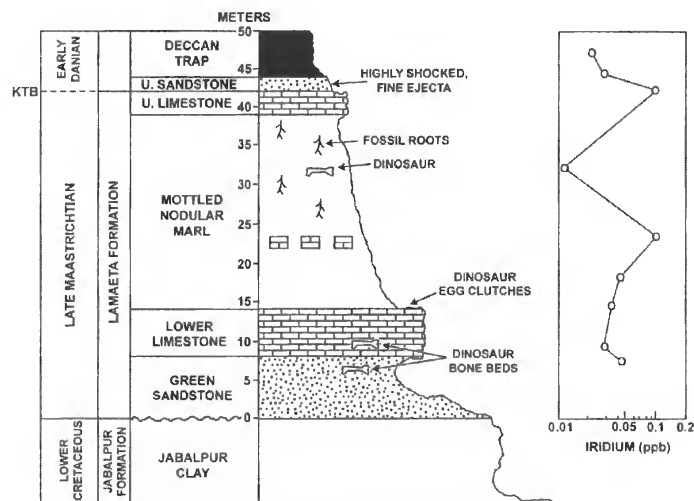 METERS
50
45
40
35
30
25
20
15
10
5
0
EARLY
DANIAN
KTB
LATE MAASTRICHTIAN
LOWER
CRETACEOUS
LAMAETA FORMATION
JABALPUR
FORMATION
DECCAN
TRAP
U. SANDSTONE
U. LIMESTONE
MOTTLED
NODULAR
MARL
LOWER
LIMESTONE
GREEN
SANDSTONE
JABALPUR
CLAY
HIGHLY SHOCKED,
FINE EJECTA
FOSSIL ROOTS
DINOSAUR
DINOSAUR
EGG CLUTCHES
DINOSAUR
BONE BEDS
0.01 0.05 0.1 0.2
IRIDIUM (ppb)